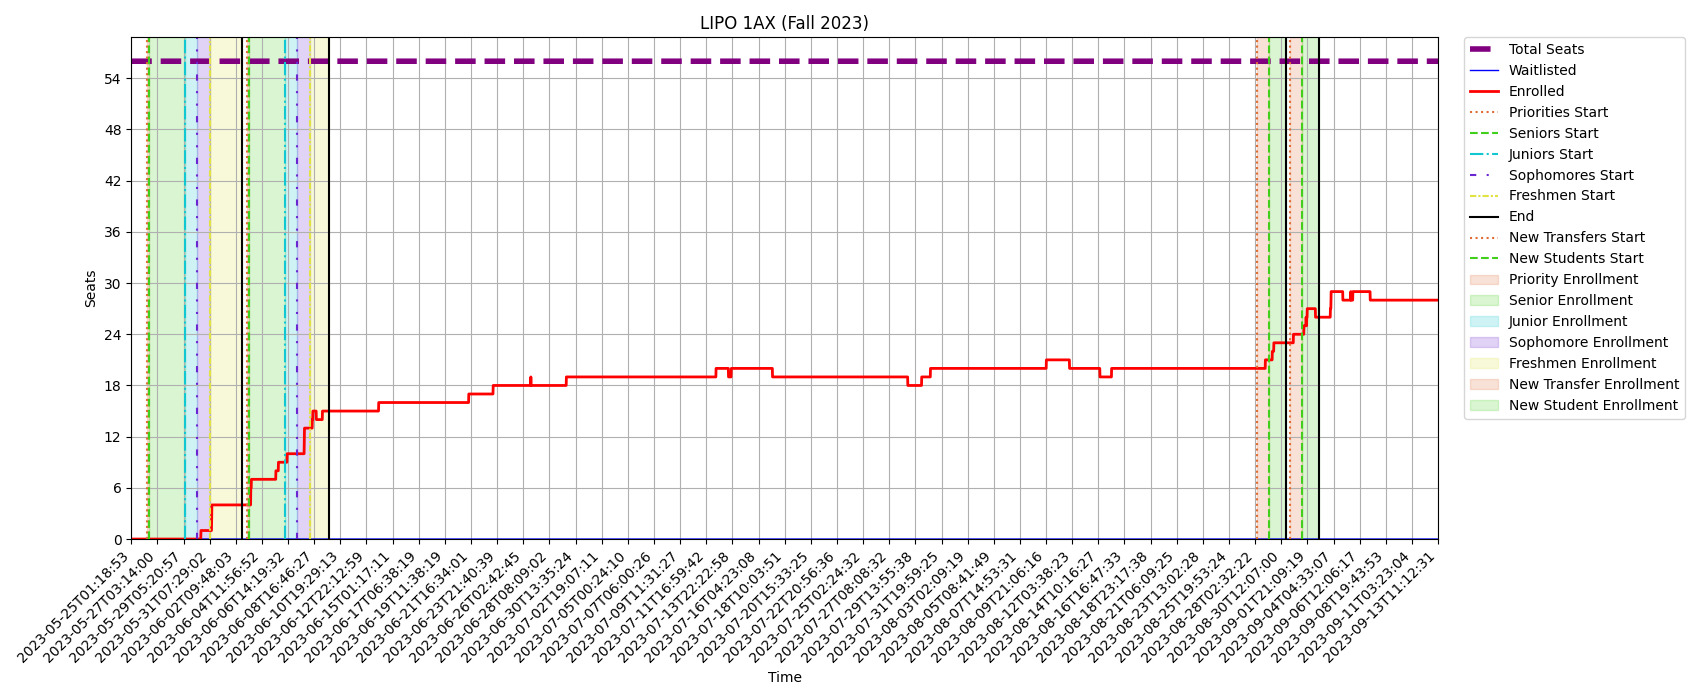 LIPO 1AX (Fall 2023)
Seats
54
48
42
36
30
24
18
12
6
0
2023-05-25T01:18:53
2023-05-27T03:14:00
2023-05-29T05:20:57
2023-05-31T07:29:02
2023-06-02T09:48:03
2023-06-04T11:56:52
2023-06-06T14:19:32
2023-06-08T16:46:27
2023-06-10T19:29:13
2023-06-12T22:12:59
2023-06-15T01:17:11
2023-06-17T06:38:19
2023-06-19T11:38:19
2023-06-21T16:34:01
2023-06-23T21:40:39
2023-06-26T02:42:45
2023-06-28T08:09:02
2023-06-30T13:35:24
2023-07-02T19:07:11
2023-07-05T00:24:10
2023-07-07T06:00:26
2023-07-09T11:31:27
2023-07-11T16:59:42
2023-07-13T22:22:58
2023-07-16T04:23:08
2023-07-18T10:03:51
2023-07-20T15:33:25
2023-07-22T20:56:36
2023-07-25T02:24:32
2023-07-27T08:08:32
2023-07-29T13:55:38
2023-07-31T19:59:25
2023-08-03T02:09:19
2023-08-05T08:41:49
2023-08-07T14:53:31
2023-08-09T21:06:16
2023-08-12T03:38:23
2023-08-14T10:16:27
2023-08-16T16:47:33
2023-08-18T23:17:38
2023-08-21T06:09:25
2023-08-23T13:02:28
2023-08-25T19:53:24
2023-08-28T02:32:22
2023-08-30T12:07:00
2023-09-01T21:09:19
2023-09-04T04:33:07
2023-09-06T12:06:17
2023-09-08T19:43:53
2023-09-11T03:23:04
2023-09-13T11:12:31
Time
Total Seats
Waitlisted
Enrolled
Priorities Start
Seniors Start
Juniors Start
Sophomores Start
Freshmen Start
End
New Transfers Start
New Students Start
Priority Enrollment
Senior Enrollment
Junior Enrollment
Sophomore Enrollment
Freshmen Enrollment
New Transfer Enrollment
New Student Enrollment